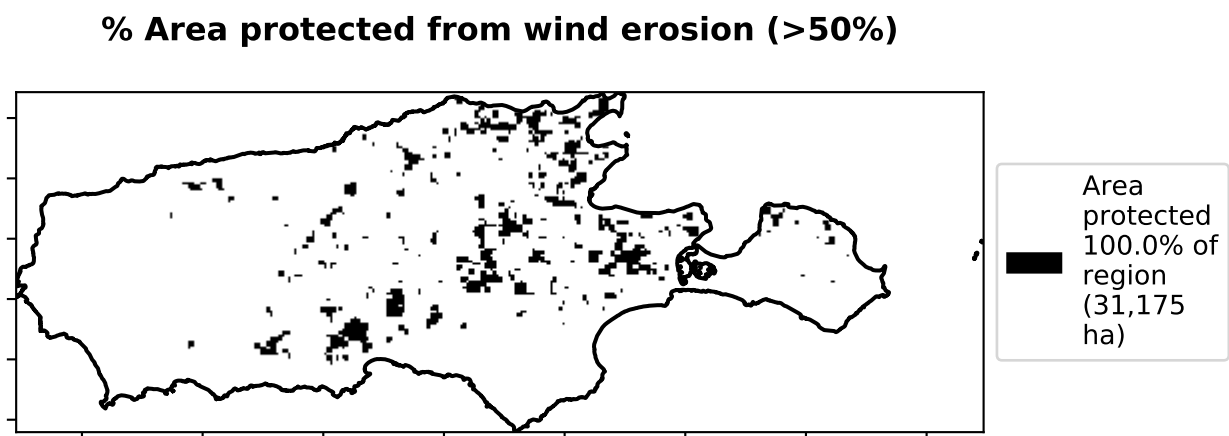 % Area protected from wind erosion (>50%)
Area
protected
100.0% of
region
(31,175
ha)